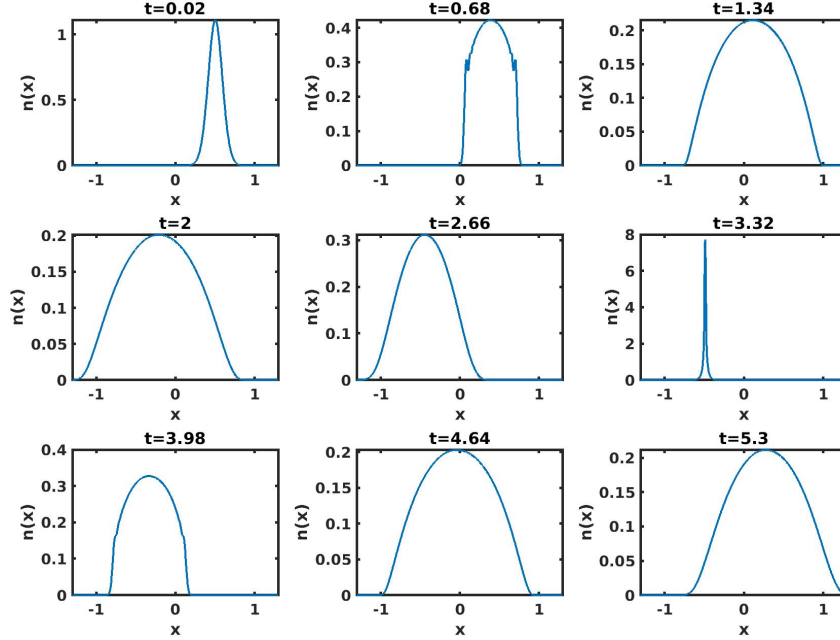 t=0.02
n(x)
1
0.5
0
-1 0 1
x
t=0.68
n(x)
0.4
0.3
0.2
0.1
0
-1 0 1
x
t=1.34
n(x)
0.2
0.15
0.1
0.05
0
-1 0 1
x
t=2
n(x)
0.2
0.15
0.1
0.05
0
-1 0 1
x
t=2.66
n(x)
0.3
0.2
0.1
0
-1 0 1
x
t=3.32
n(x)
8
6
4
2
0
-1 0 1
x
t=3.98
n(x)
0.4
0.3
0.2
0.1
0
-1 0 1
x
t=4.64
n(x)
0.2
0.15
0.1
0.05
0
-1 0 1
x
t=5.3
n(x)
0.2
0.15
0.1
0.05
0
-1 0 1
x